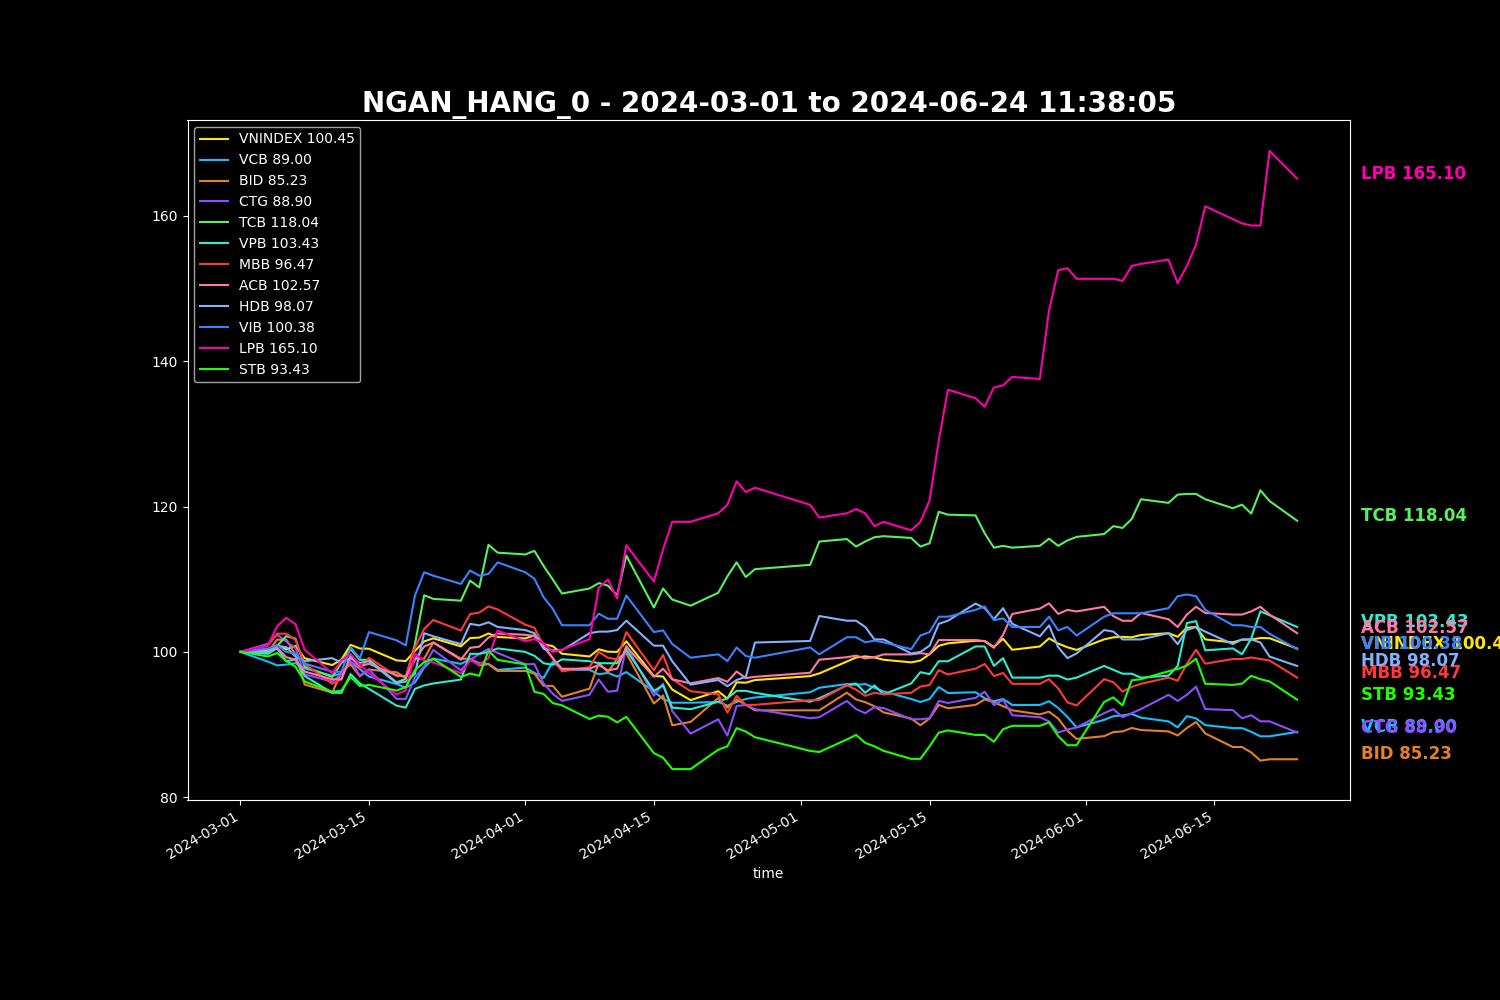 NGAN_HANG_0 - 2024-03-01 to 2024-06-24 11:38:05
VNINDEX 100.45
VCB 89.00
BID 85.23
CTG 88.90
TCB 118.04
VPB 103.43
MBB 96.47
ACB 102.57
HDB 98.07
VIB 100.38
LPB 165.10
STB 93.43
160
140
120
100
80
2024-03-01
2024-03-15
2024-04-01
2024-04-15
2024-05-01
2024-05-15
2024-06-01
2024-06-15
time
LPB 165.10
TCB 118.04
VPB 103.43
ACB 102.57
HDB 98.07
MBB 96.47
STB 93.43
BID 85.23